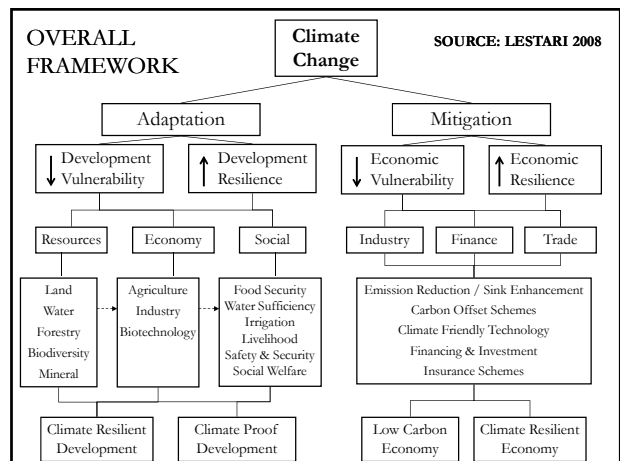 OVERALL
FRAMEWORK
Climate
Change
SOURCE: LESTARI 2008
Adaptation
Mitigation
Development
Vulnerability
Development
Resilience
Economic
Vulnerability
Economic
Resilience
Resources
Economy
Social
Industry
Finance
Trade
Land
Water
Forestry
Biodiversity
Mineral
Agriculture
Industry
Biotechnology
Food Security
Water Sufficiency
Irrigation
Livelihood
Safety & Security
Social Welfare
Emission Reduction / Sink Enhancement
Carbon Offset Schemes
Climate Friendly Technology
Financing & Investment
Insurance Schemes
Climate Resilient
Development
Climate Proof
Development
Low Carbon
Economy
Climate Resilient
Economy